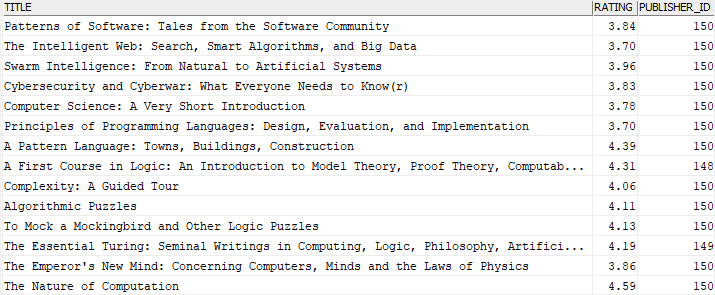 TITLE RATING PUBLISHER_ID
Patterns of Software: Tales from the Software Community 3.84 150
The Intelligent Web: Search, Smart Algorithms, and Big Data 3.70 150
Swarm Intelligence: From Natural to Artificial Systems 3.96 150
Cybersecurity and Cyberwar: What Everyone Needs to Know(r) 3.83 150
Computer Science: A Very Short Introduction 3.78 150
Principles of Programming Languages: Design, Evaluation, and Implementation 3.70 150
A Pattern Language: Towns, Buildings, Construction 4.39 150
A First Course in Logic: An Introduction to Model Theory, Proof Theory, Computab... 4.31 148
Complexity: A Guided Tour 4.06 150
Algorithmic Puzzles 4.11 150
To Mock a Mockingbird and Other Logic Puzzles 4.13 150
The Essential Turing: Seminal Writings in Computing, Logic, Philosophy, Artifici... 4.19 149
The Emperor's New Mind: Concerning Computers, Minds and the Laws of Physics 3.86 150
The Nature of Computation 4.59 150